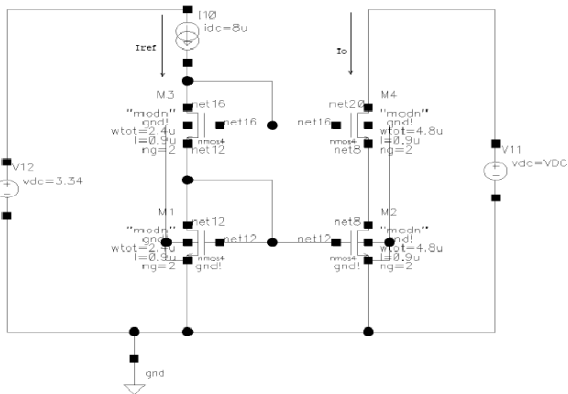 I10
idc=8u
Iref
Io
M3
net16
"modn"
gnd!
net16
wtot=2.4u
l=0.9u
ng=2
net12
M4
net20
"modn"
gnd!
net16
wtot=4.8u
nmos4
l=0.9u
net8
ng=2
V12
vdc=3.34
V11
vdc=VDC
M1
net12
"modn"
gnd!
net12
wtot=2.4u
l=0.9u
nmos4
ng=2
gnd!
M2
net8
"modn"
gnd!
net12
wtot=4.8u
nmos4
l=0.9u
gnd!
ng=2
gnd